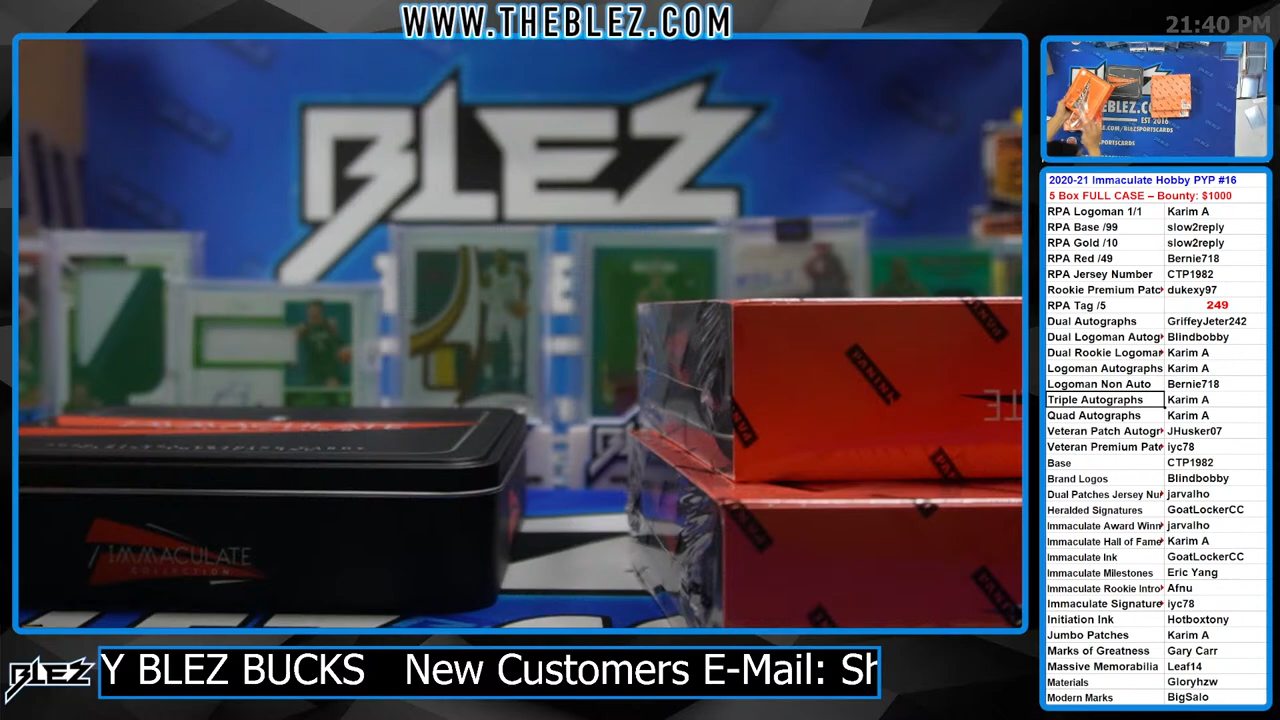 WWW.THEBLEZ.COM
21:40 PM
BLEZ
PANINI
PANINI
IMMACULATE
COLLECTION
BLEZ.C
EST 2016
2020-21 Immaculate Hobby PYP #16
5 Box FULL CASE – Bounty: $1000
RPA Logoman 1/1 Karim A
RPA Base /99 slow2reply
RPA Gold /10 slow2reply
RPA Red /49 Bernie718
RPA Jersey Number CTP1982
Rookie Premium Patc dukexy97
RPA Tag /5 249
Dual Autographs GriffeyJeter242
Dual Logoman Autog Blindbobby
Dual Rookie Logoma Karim A
Logoman Autographs Karim A
Logoman Non Auto Bernie718
Triple Autographs Karim A
Quad Autographs Karim A
Veteran Patch Autogr JHusker07
Veteran Premium Pat iyc78
Base CTP1982
Brand Logos Blindbobby
Dual Patches Jersey Nu jarvalho
Heralded Signatures GoatLockerCC
Immaculate Award Winn jarvalho
Immaculate Hall of Fame Karim A
Immaculate Ink GoatLockerCC
Immaculate Milestones Eric Yang
Immaculate Rookie Intro Afnu
Immaculate Signature iyc78
Initiation Ink Hotboxtony
Jumbo Patches Karim A
Marks of Greatness Gary Carr
Massive Memorabilia Leaf14
Materials Gloryhzw
Modern Marks BigSalo
BLEZ
Y BLEZ BUCKS New Customers E-Mail: Sh